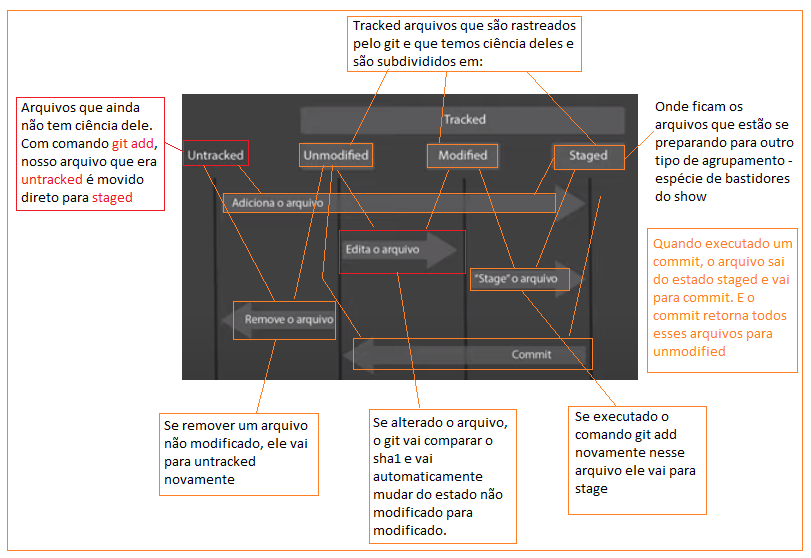 Tracked arquivos que são rastreados
pelo git e que temos ciência deles e
são subdivididos em:
Arquivos que ainda
não tem ciência dele.
Com comando git add,
nosso arquivo que era
untracked é movido
direto para staged
Tracked
Untracked
Unmodified
Modified
Staged
Adiciona o arquivo
Edita o arquivo
"Stage" o arquivo
Remove o arquivo
Commit
Onde ficam os
arquivos que estão se
preparando para outro
tipo de agrupamento -
espécie de bastidores
do show
Quando executado um
commit, o arquivo sai
do estado staged e vai
para commit. E o
commit retorna todos
esses arquivos para
unmodified
Se remover um arquivo
não modificado, ele vai
para untracked
novamente
Se alterado o arquivo,
o git vai comparar o
sha1 e vai
automaticamente
mudar do estado não
modificado para
modificado.
Se executado o
comando git add
novamente nesse
arquivo ele vai para
stage